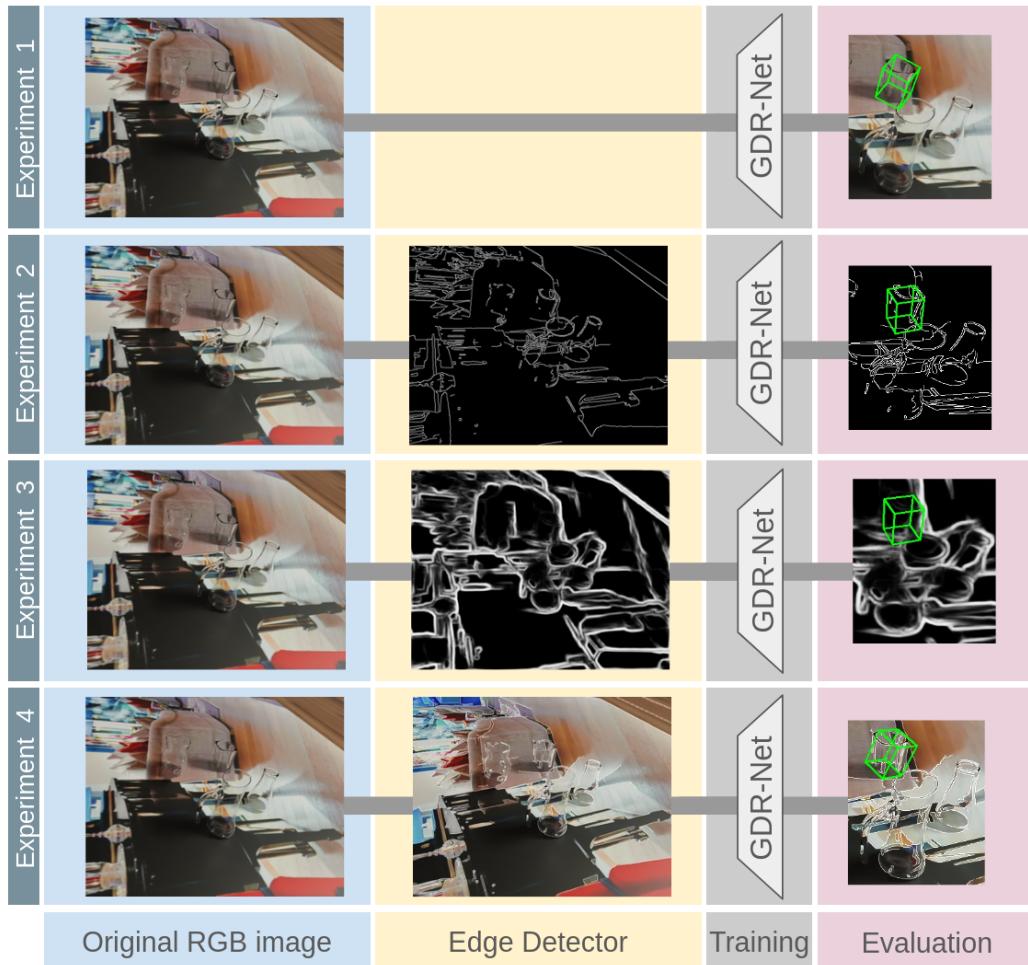 Experiment 1
GDR-Net
Experiment 2
GDR-Net
Experiment 3
GDR-Net
Experiment 4
GDR-Net
Original RGB image
Edge Detector
Training
Evaluation